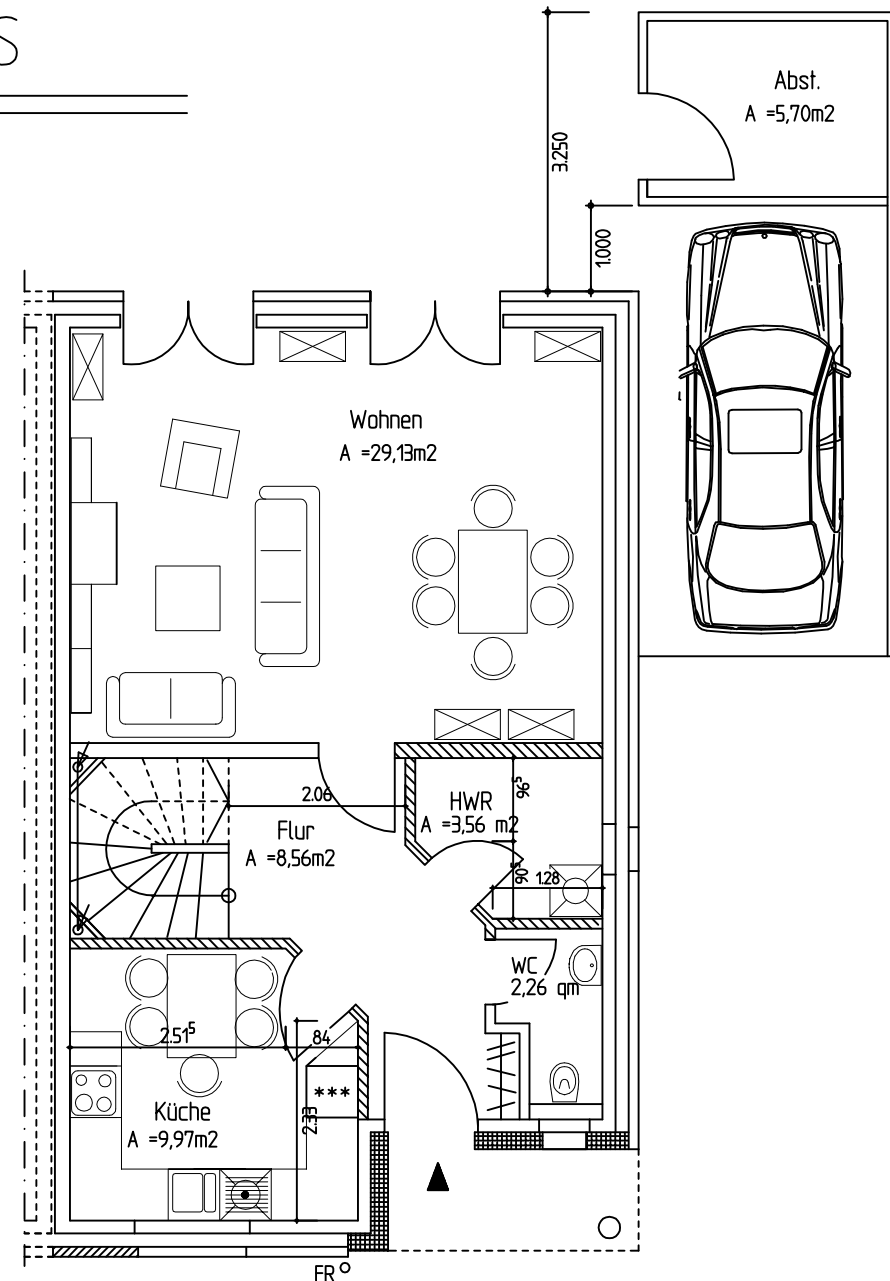 S
Abst.
A =5,70m2
3.250
1.000
Wohnen
A =29,13m2
2.06
96⁵
HWR
A =3,56 m2
Flur
A =8,56m2
90⁵
1.28
WC
2,26 qm
2.51⁵
84
***
2.33
Küche
A =9,97m2
FR